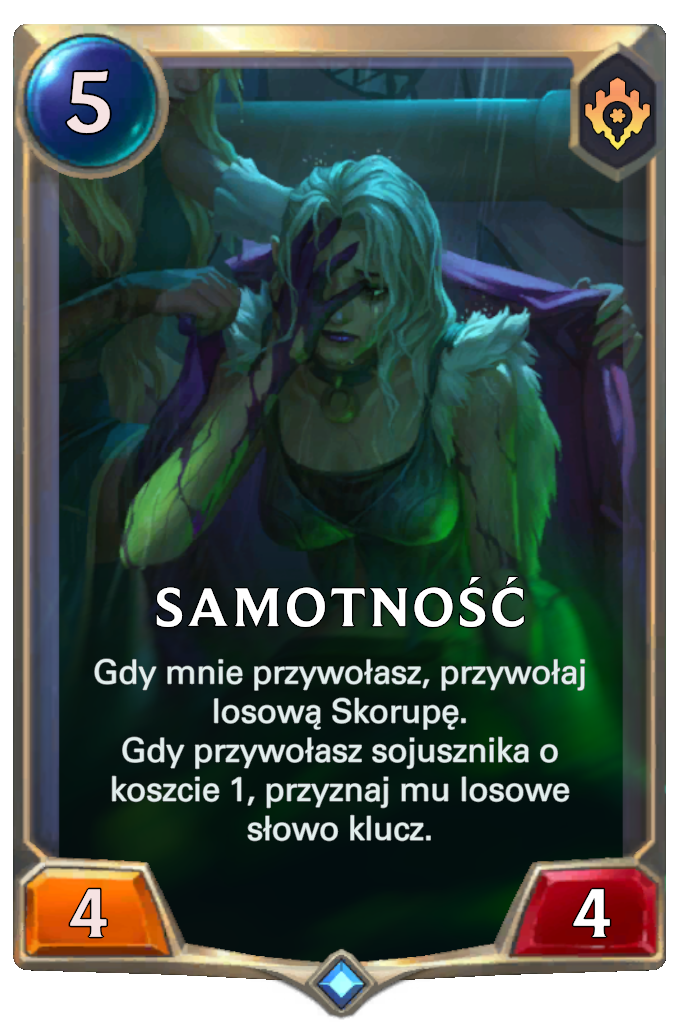 5
SAMOTNOŚĆ
Gdy mnie przywołasz, przywołaj
losową Skorupę.
Gdy przywołasz sojusznika o
koszcie 1, przyznaj mu losowe
słowo klucz.
4 4